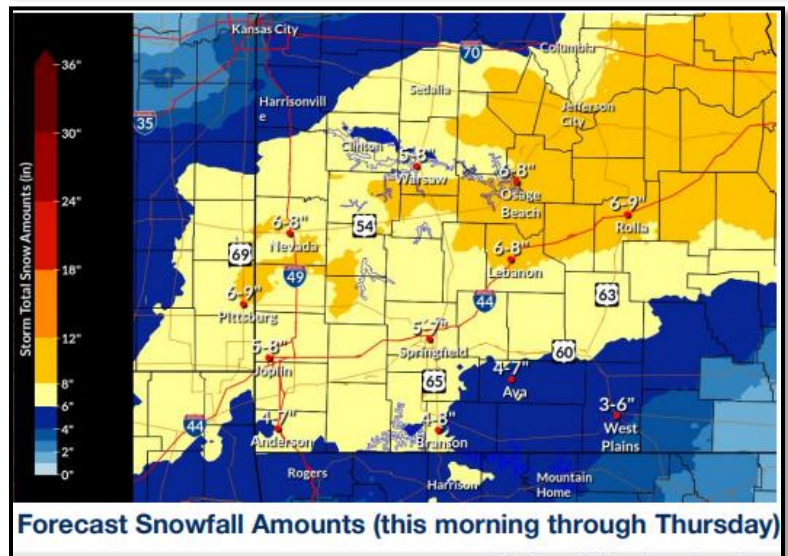 Kansas City
70
Columbia
36"
Sedalia
35
Harrisonvill
e
Jefferson
City
30"
Clinton
5-8"
Warsaw
6-8"
Osage
Beach
24"
6-9"
Rolla
6-8"
Nevada
54
69
6-8"
Lebanon
18"
49
6-9"
Pittsburg
44
63
12"
5-7"
Springfield
60
5-8"
Joplin
8"
65
4-7"
Ava
6"
3-6"
West
Plains
4"
44
4-7"
Anderson
4-8"
Branson
2"
0"
Rogers
Harrison
Mountain
Home
Storm Total Snow Amounts (in)
Forecast Snowfall Amounts (this morning through Thursday)